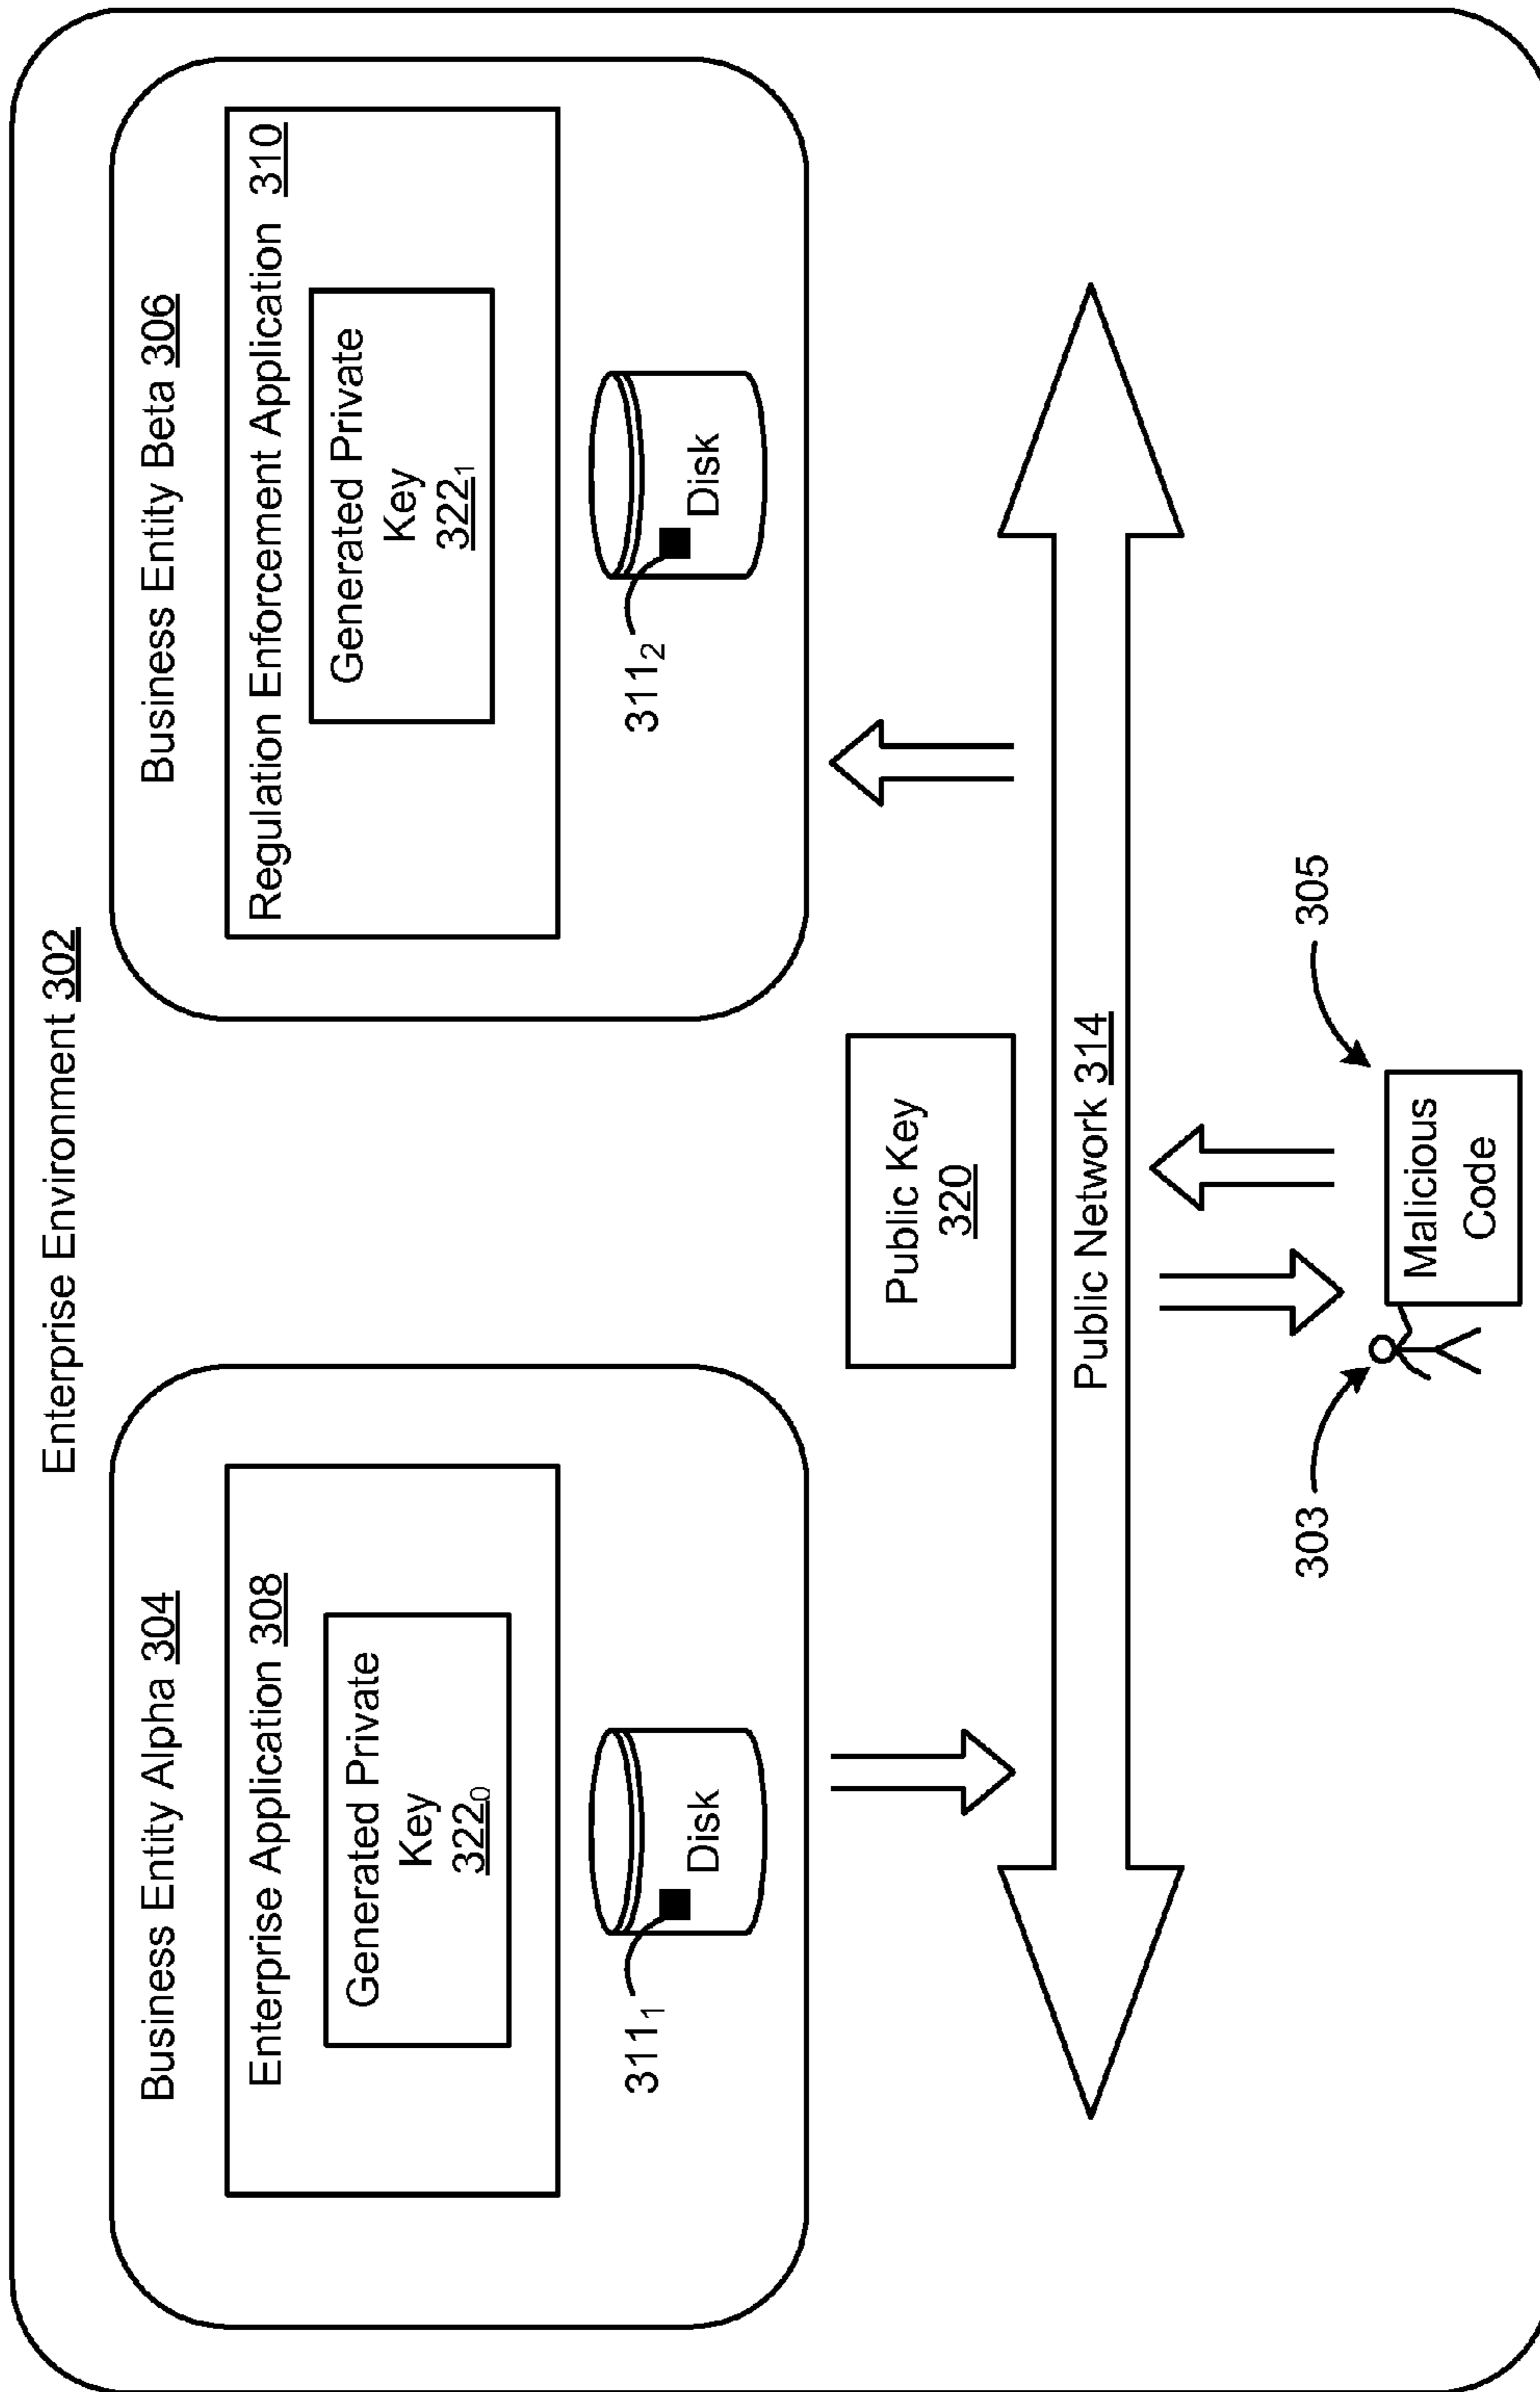 Enterprise Environment 302
Business Entity Alpha 304
Enterprise Application 308
Generated Private
Key
322₀
311₁
Disk
Business Entity Beta 306
Regulation Enforcement Application 310
Generated Private
Key
322₁
311₂
Disk
Public Key
320
Public Network 314
303
Malicious
Code
305